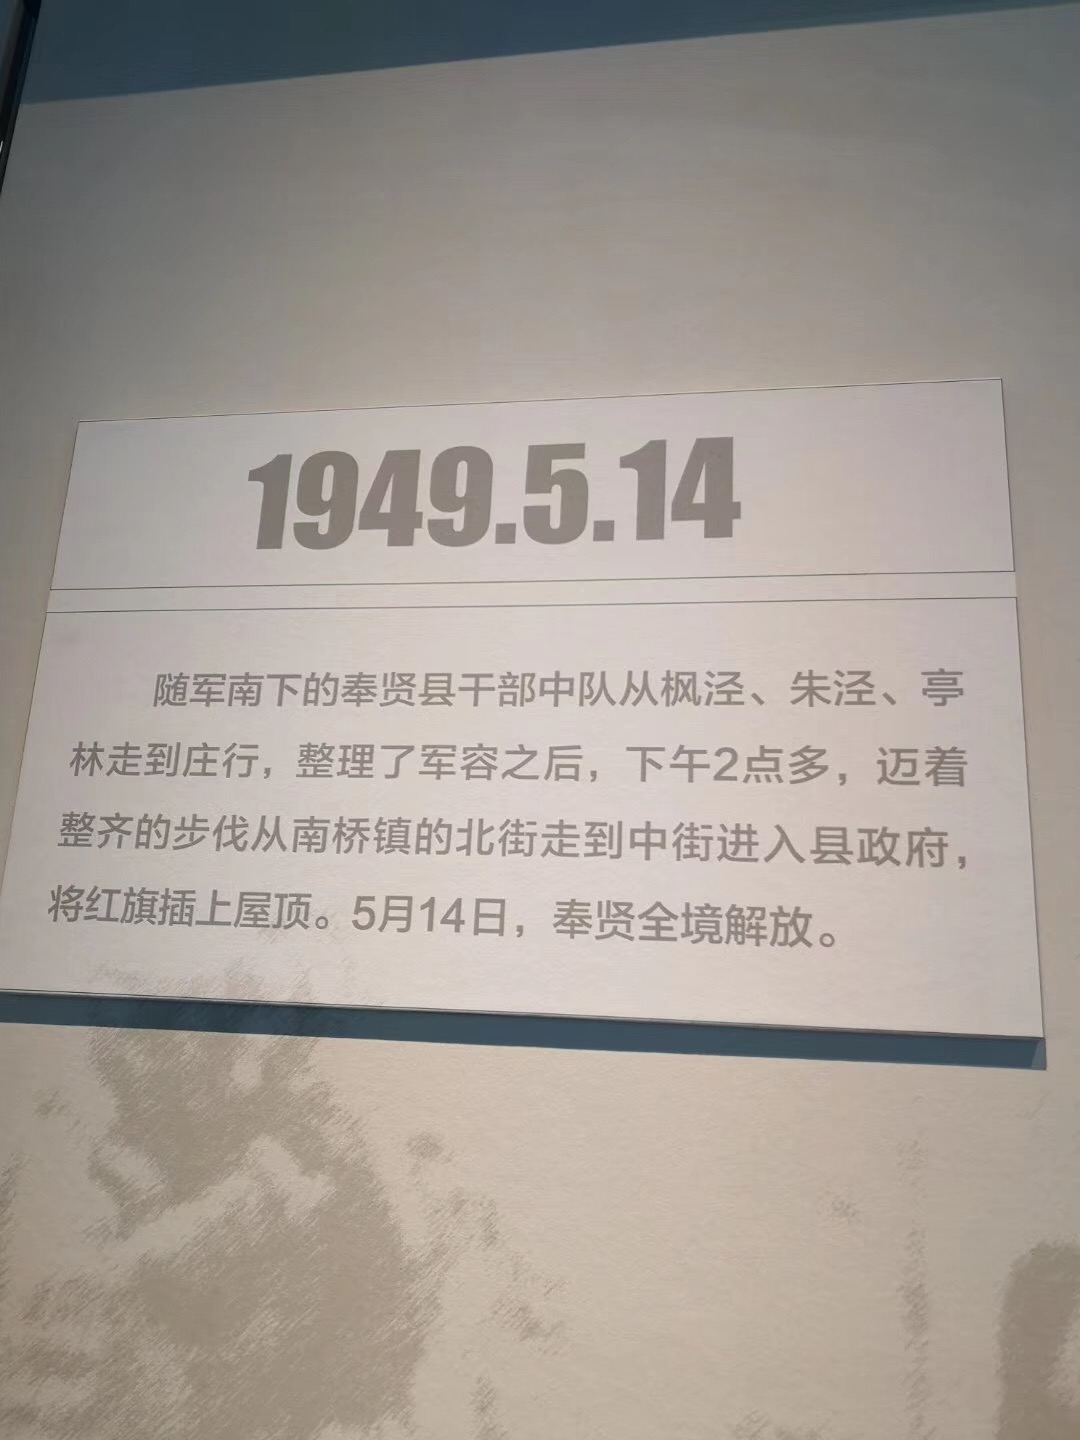 1949.5.14
随军南下的奉贤县干部中队从枫泾、朱泾、亭
林走到庄行，整理了军容之后，下午2点多，迈着
整齐的步伐从南桥镇的北街走到中街进入县政府，
将红旗插上屋顶。5月14日，奉贤全境解放。